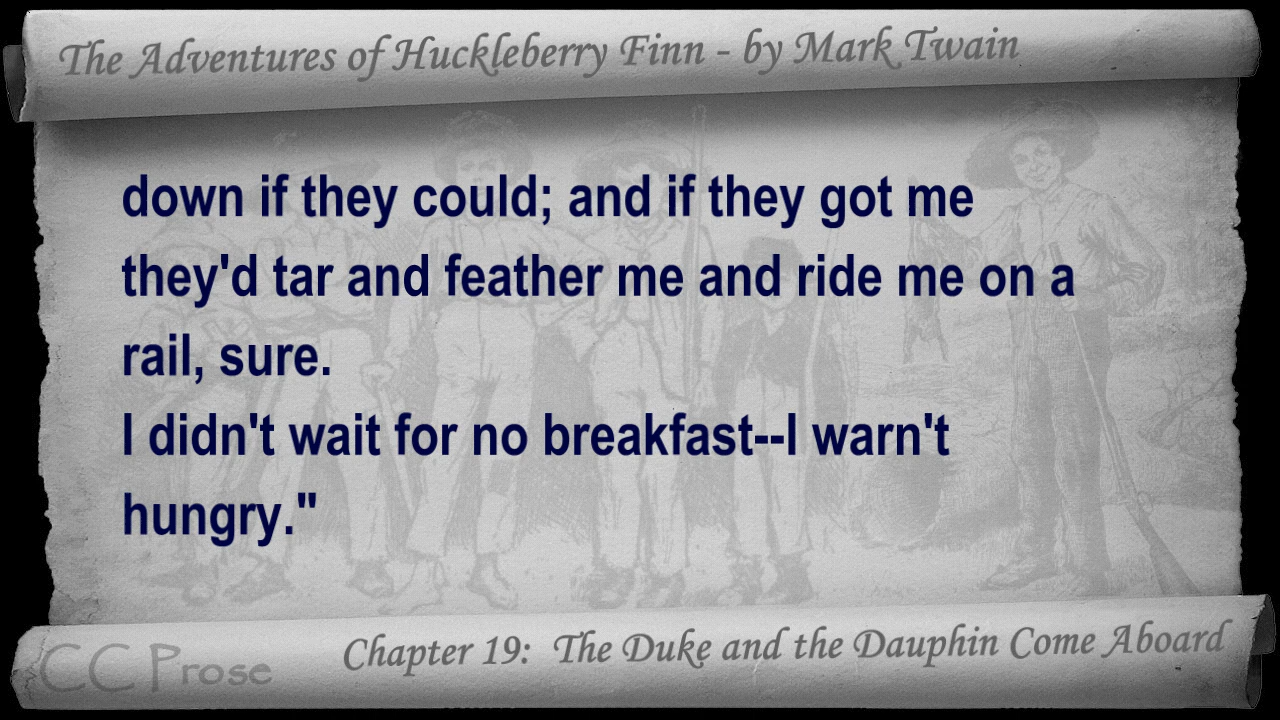 The Adventures of Huckleberry Finn - by Mark Twain
down if they could; and if they got me
they'd tar and feather me and ride me on a
rail, sure.
I didn't wait for no breakfast--I warn't
hungry."
CC Prose
Chapter 19: The Duke and the Dauphin Come Aboard